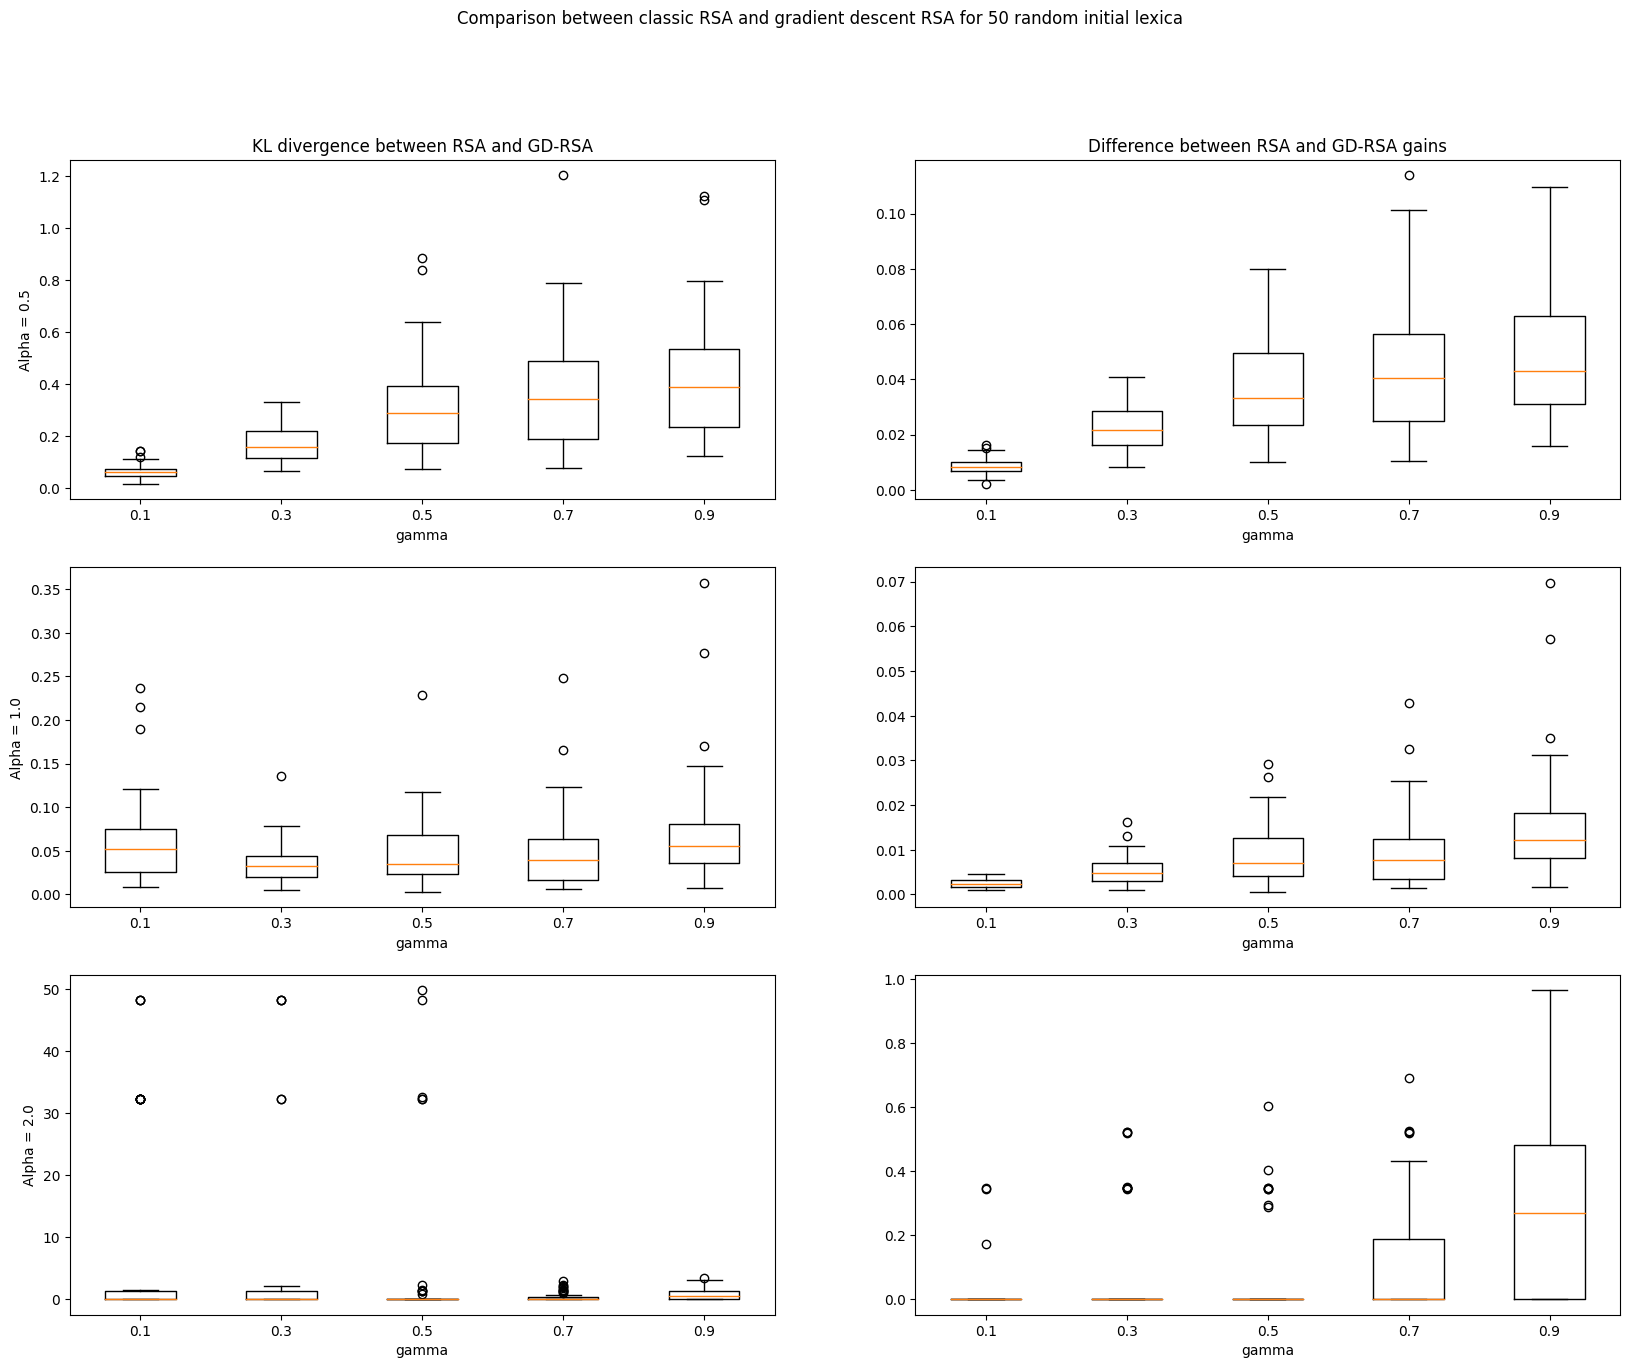 Comparison between classic RSA and gradient descent RSA for 50 random initial lexica
KL divergence between RSA and GD-RSA
Alpha = 0.5
1.2
1.0
0.8
0.6
0.4
0.2
0.0
0.1 0.3 0.5 0.7 0.9
gamma
Difference between RSA and GD-RSA gains
0.10
0.08
0.06
0.04
0.02
0.00
0.1 0.3 0.5 0.7 0.9
gamma
Alpha = 1.0
0.35
0.30
0.25
0.20
0.15
0.10
0.05
0.00
0.1 0.3 0.5 0.7 0.9
gamma
0.07
0.06
0.05
0.04
0.03
0.02
0.01
0.00
0.1 0.3 0.5 0.7 0.9
gamma
Alpha = 2.0
50
40
30
20
10
0
0.1 0.3 0.5 0.7 0.9
gamma
1.0
0.8
0.6
0.4
0.2
0.0
0.1 0.3 0.5 0.7 0.9
gamma